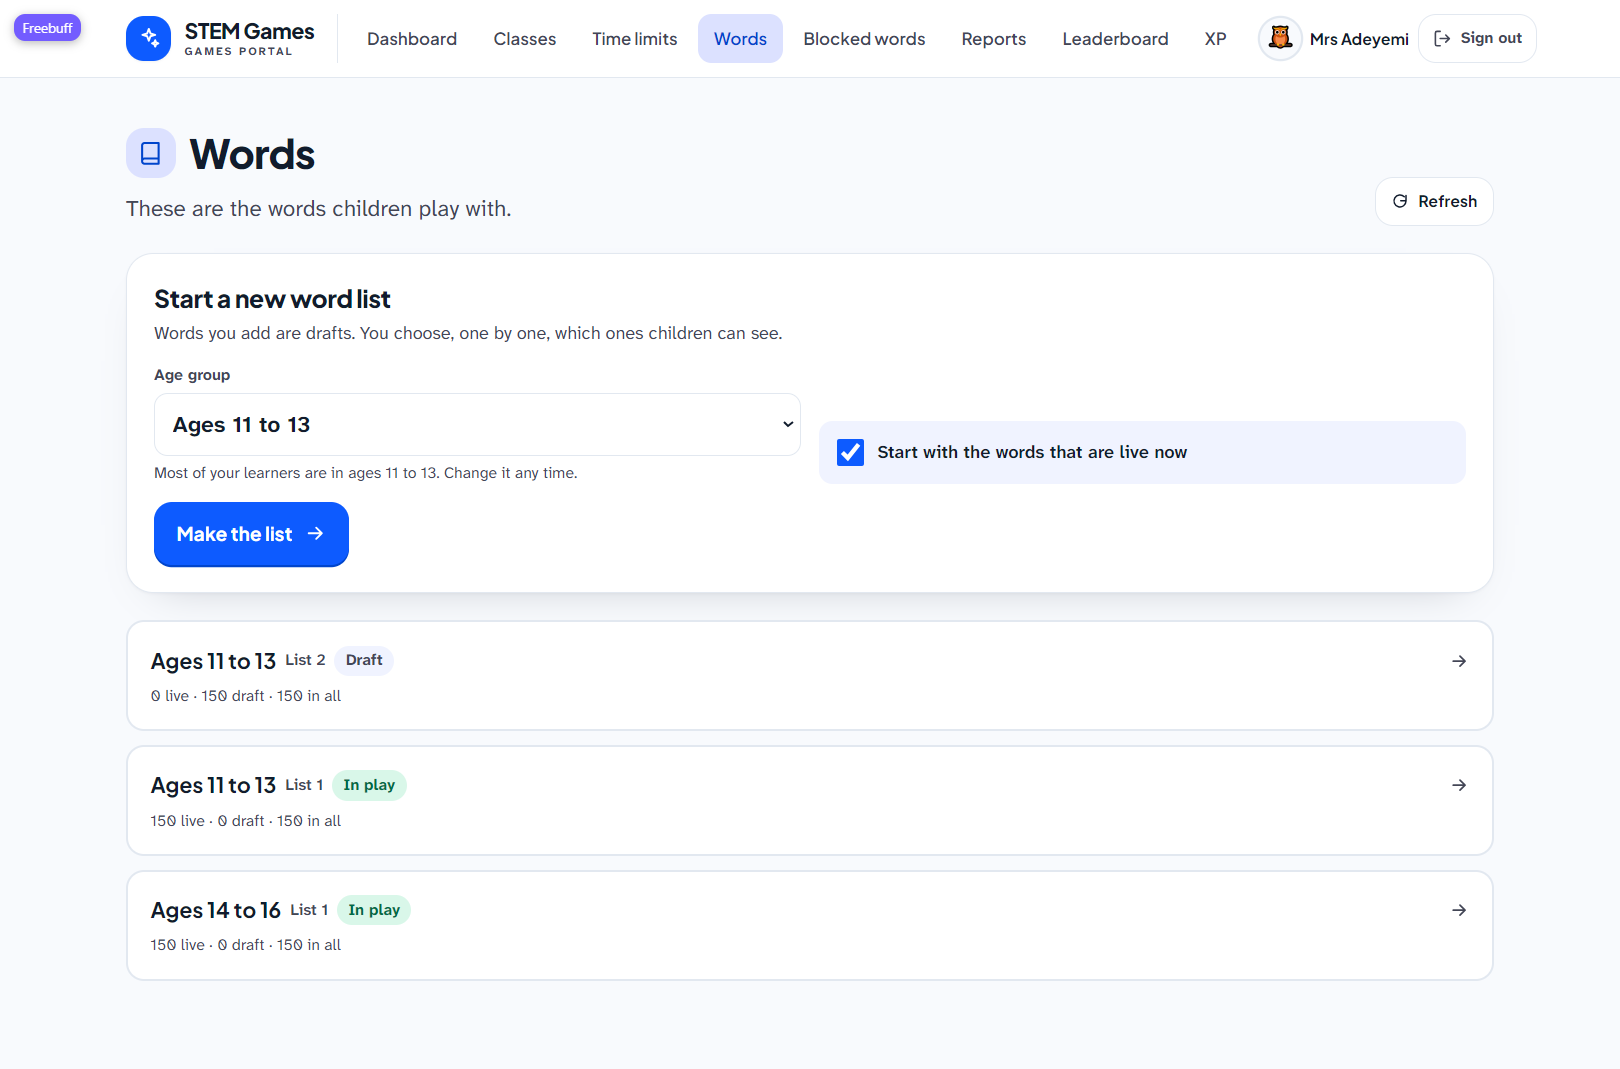 Freebuff
STEM Games
GAMES PORTAL
Dashboard
Classes
Time limits
Words
Blocked words
Reports
Leaderboard
XP
Mrs Adeyemi
Sign out
Words
These are the words children play with.
Refresh
Start a new word list
Words you add are drafts. You choose, one by one, which ones children can see.
Age group
Ages 11 to 13
Start with the words that are live now
Most of your learners are in ages 11 to 13. Change it any time.
Make the list
Ages 11 to 13 List 2 Draft
0 live · 150 draft · 150 in all
Ages 11 to 13 List 1 In play
150 live · 0 draft · 150 in all
Ages 14 to 16 List 1 In play
150 live · 0 draft · 150 in all